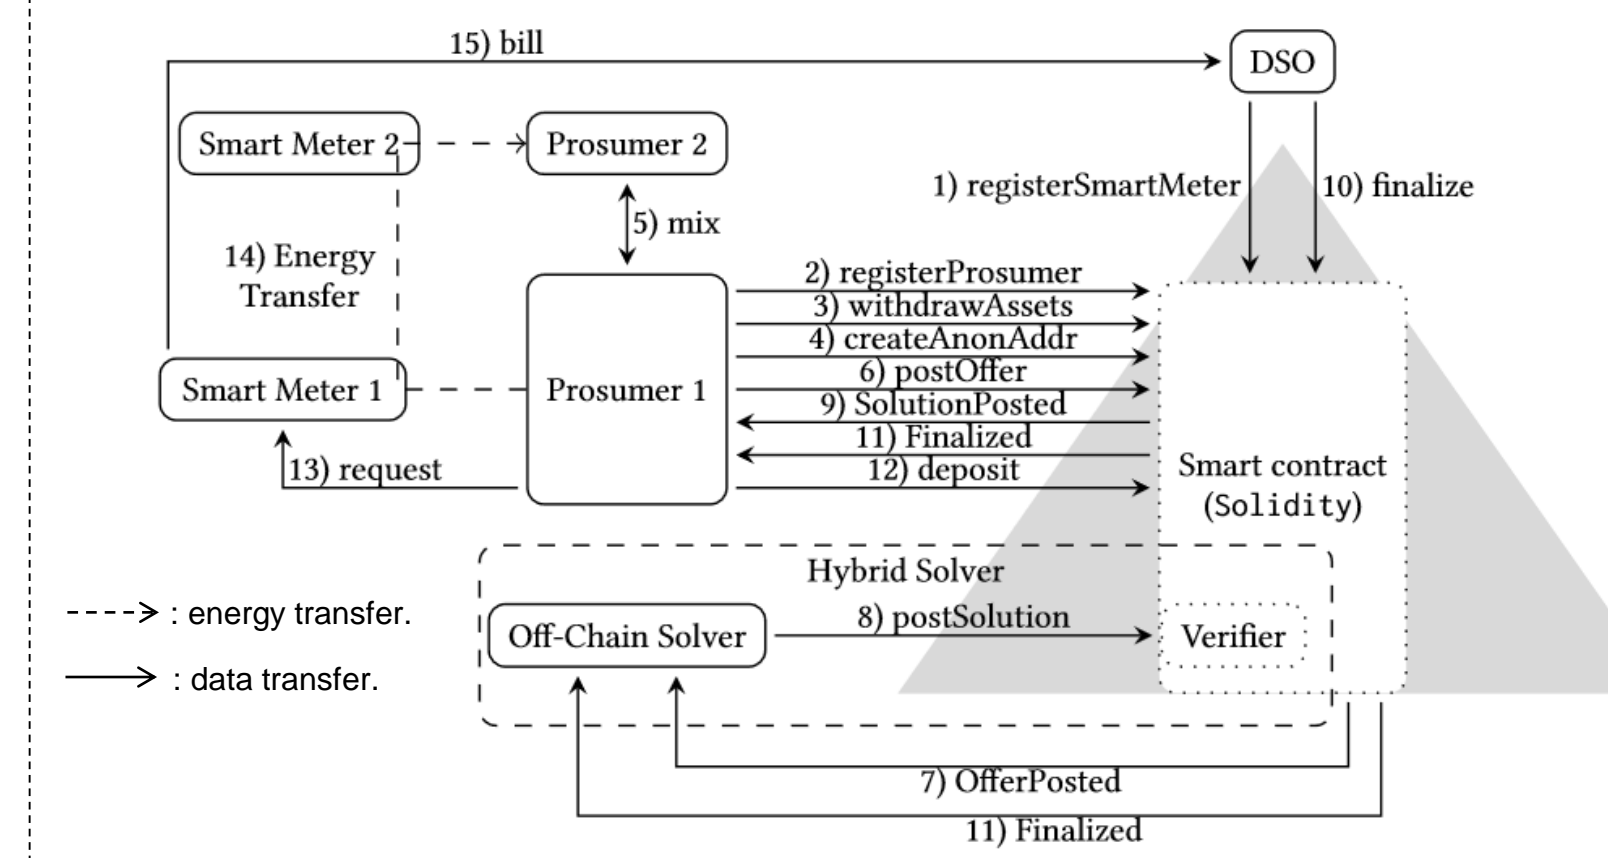 15) bill
DSO
Smart Meter 2
Prosumer 2
1) registerSmartMeter
10) finalize
5) mix
14) Energy
Transfer
2) registerProsumer
3) withdrawAssets
4) createAnonAddr
6) postOffer
Smart Meter 1
Prosumer 1
9) SolutionPosted
11) Finalized
13) request
12) deposit
Smart contract
(Solidity)
Hybrid Solver
: energy transfer.
Off-Chain Solver
8) postSolution
Verifier
: data transfer.
7) OfferPosted
11) Finalized